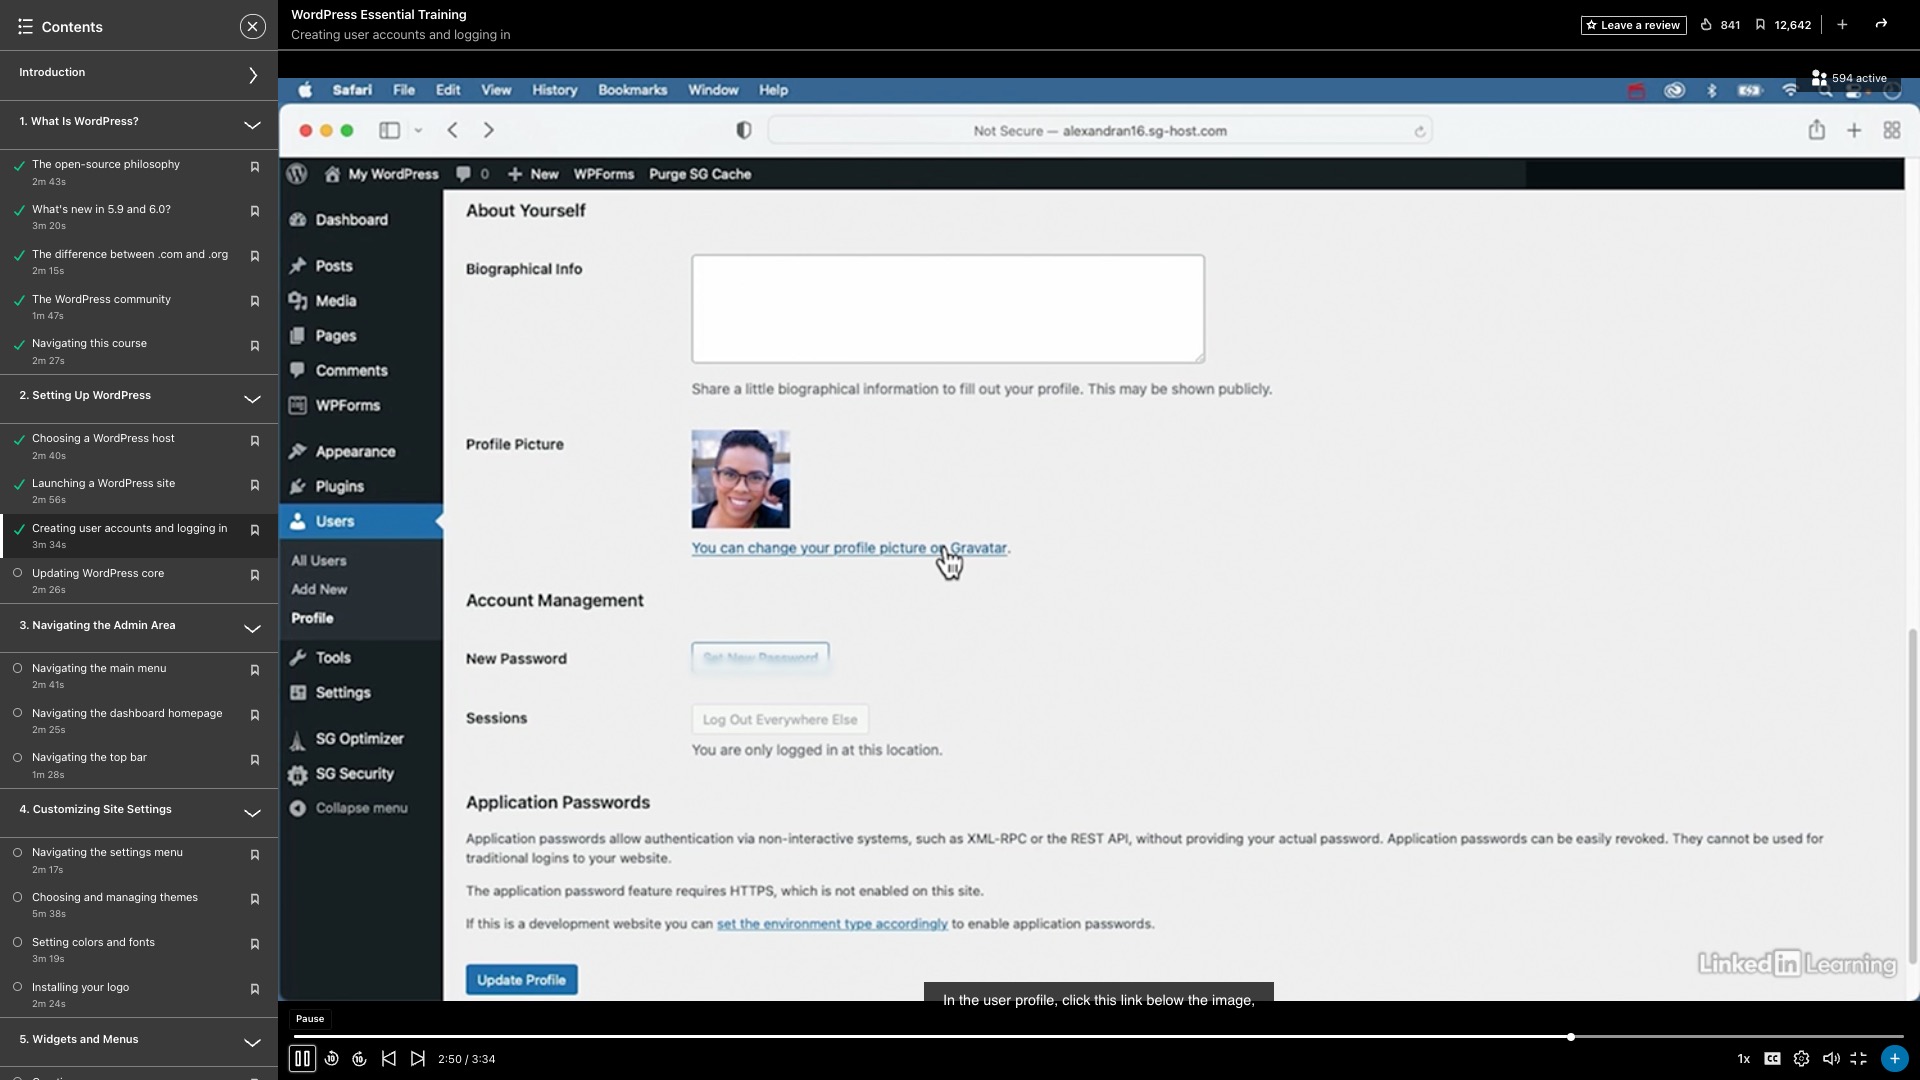 Contents
Introduction
1. What Is WordPress?
The open-source philosophy
2m 43s
What's new in 5.9 and 6.0?
3m 20s
The difference between .com and .org
2m 15s
The WordPress community
1m 47s
Navigating this course
2m 27s
2. Setting Up WordPress
Choosing a WordPress host
2m 40s
Launching a WordPress site
2m 56s
Creating user accounts and logging in
3m 34s
Updating WordPress core
2m 26s
3. Navigating the Admin Area
Navigating the main menu
2m 41s
Navigating the dashboard homepage
2m 25s
Navigating the top bar
1m 28s
4. Customizing Site Settings
Navigating the settings menu
2m 17s
Choosing and managing themes
5m 38s
Setting colors and fonts
3m 19s
Installing your logo
2m 24s
5. Widgets and Menus
WordPress Essential Training
Creating user accounts and logging in
Leave a review 841 12,642
594 active
Safari File Edit View History Bookmarks Window Help
Not Secure — alexandran16.sg-host.com
My WordPress 0 New WPForms Purge SG Cache
Dashboard
Posts
Media
Pages
Comments
WPForms
Appearance
Plugins
Users
All Users
Add New
Profile
Tools
Settings
SG Optimizer
SG Security
Collapse menu
About Yourself
Biographical Info
Share a little biographical information to fill out your profile. This may be shown publicly.
Profile Picture
You can change your profile picture on Gravatar.
Account Management
New Password Set New Password
Sessions Log Out Everywhere Else
You are only logged in at this location.
Application Passwords
Application passwords allow authentication via non-interactive systems, such as XML-RPC or the REST API, without providing your actual password. Application passwords can be easily revoked. They cannot be used for
traditional logins to your website.
The application password feature requires HTTPS, which is not enabled on this site.
If this is a development website you can set the environment type accordingly to enable application passwords.
Update Profile
Linked in Learning
In the user profile, click this link below the image,
Pause
10 10 2:50 / 3:34 1x CC